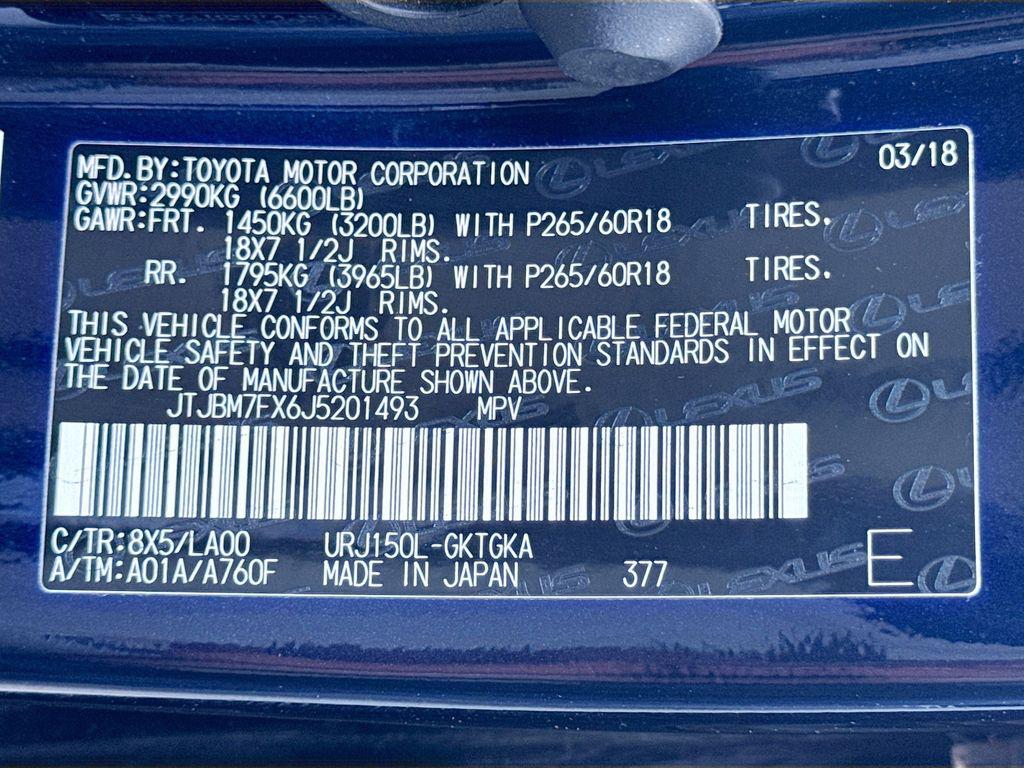 MFD. BY: TOYOTA MOTOR CORPORATION 03/18
GVWR: 2990KG (6600LB)
GAWR: FRT. 1450KG (3200LB) WITH P265/60R18 TIRES.
18X7 1/2J RIMS.
RR. 1795KG (3965LB) WITH P265/60R18 TIRES.
18X7 1/2J RIMS.
THIS VEHICLE CONFORMS TO ALL APPLICABLE FEDERAL MOTOR
VEHICLE SAFETY AND THEFT PREVENTION STANDARDS IN EFFECT ON
THE DATE OF MANUFACTURE SHOWN ABOVE.
JTJBM7FX6J5201493 MPV
C/TR: 8X5/LA00 URJ150L-GKTGKA E
A/TM: A01A/A760F MADE IN JAPAN 377
LEXUS